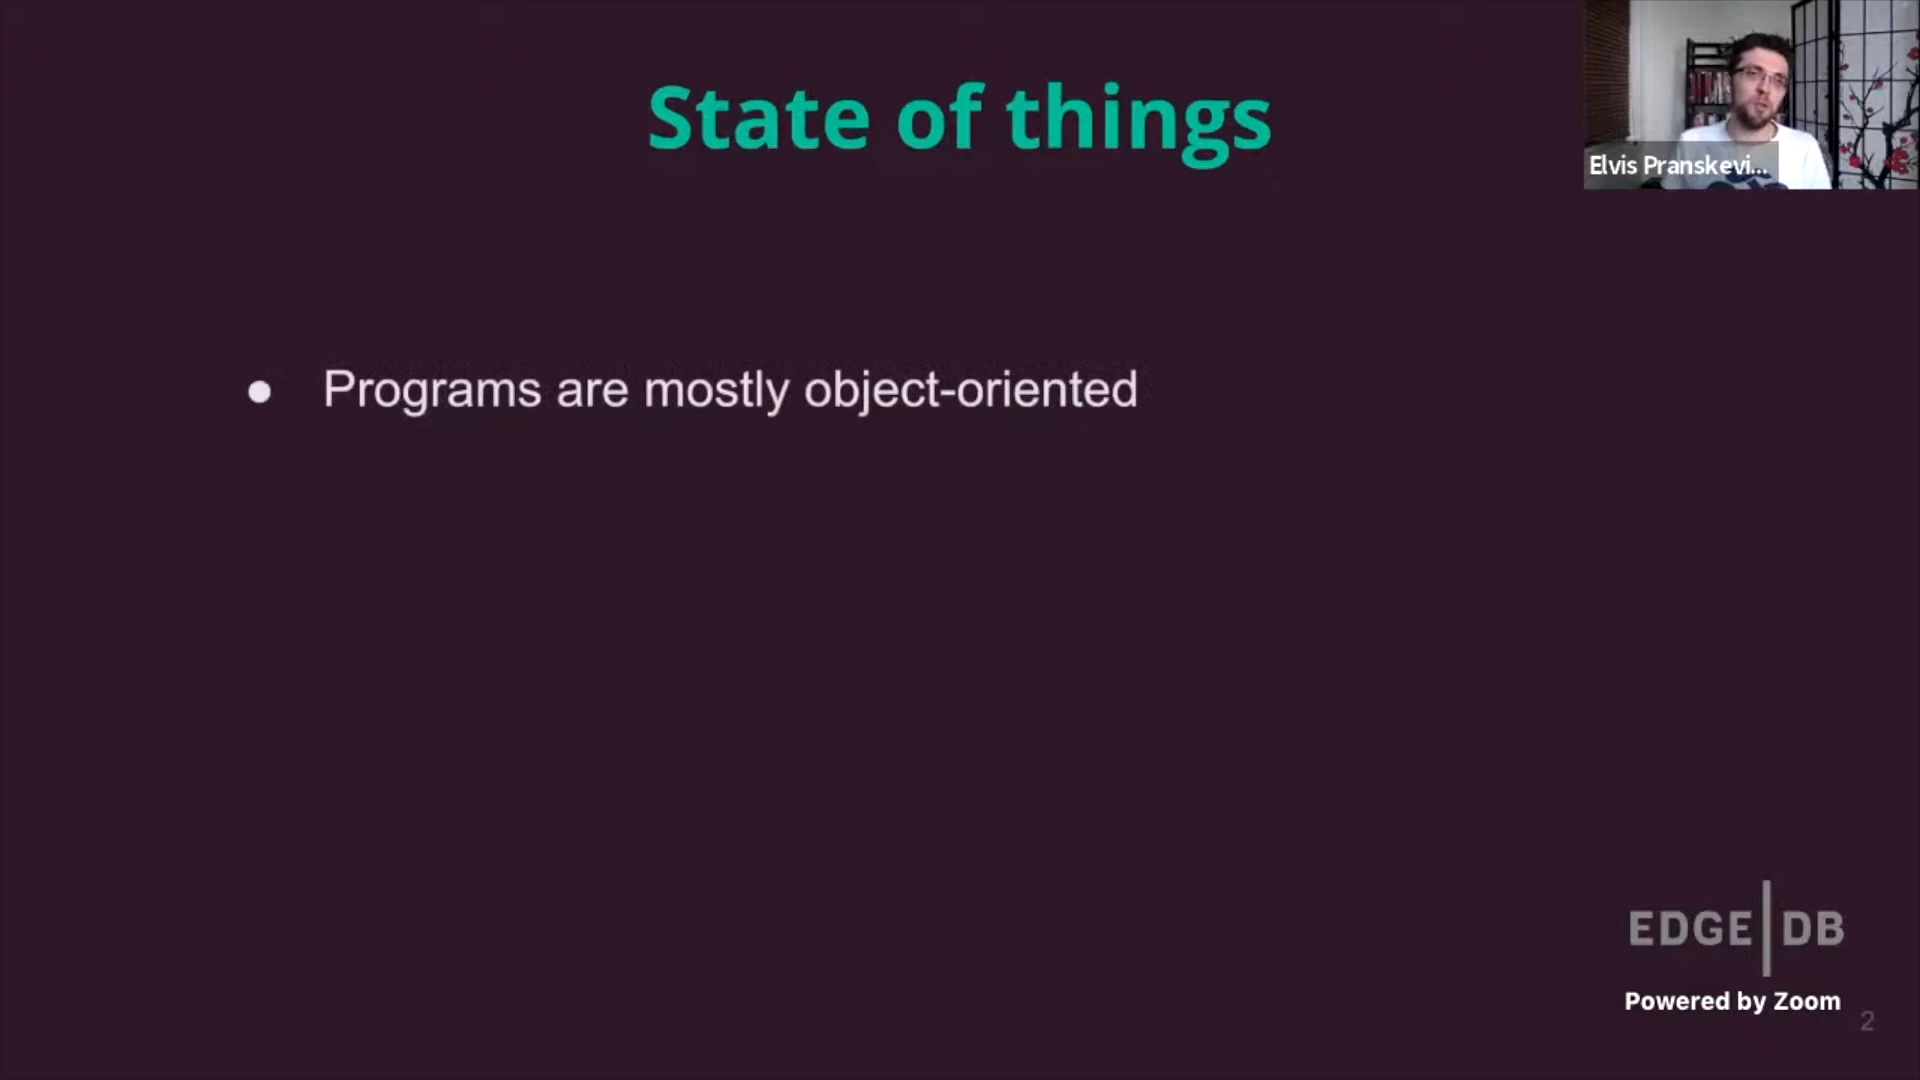 State of things
Elvis Pranskevi...
● Programs are mostly object-oriented
EDGE|DB
Powered by Zoom
2